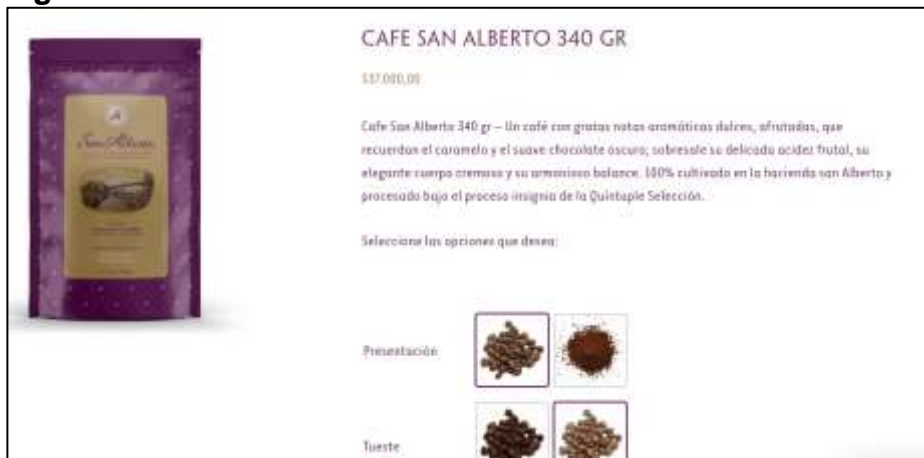 CAFE SAN ALBERTO 340 GR
$37.000,00
Cafe San Alberto 340 gr – Un café con gratas notas aromáticas dulces, afrutadas, que
recuerdan el caramelo y el suave chocolate oscuro; sobresale su delicada acidez frutal, su
elegante cuerpo cremoso y su armonioso balance. 100% cultivado en la hacienda san Alberto y
procesado bajo el proceso insignia de la Quíntuple Selección.
Seleccione las opciones que desea:
Presentación
Tueste
San Alberto